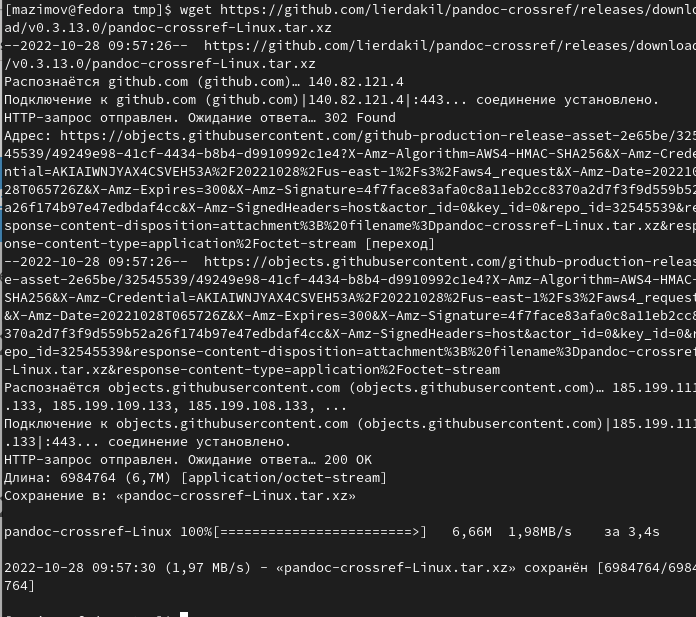 [mazimov@fedora tmp]$ wget https://github.com/lierdakil/pandoc-crossref/releases/downlo
ad/v0.3.13.0/pandoc-crossref-Linux.tar.xz
--2022-10-28 09:57:26--  https://github.com/lierdakil/pandoc-crossref/releases/download
/v0.3.13.0/pandoc-crossref-Linux.tar.xz
Распознаётся github.com (github.com)… 140.82.121.4
Подключение к github.com (github.com)|140.82.121.4|:443... соединение установлено.
HTTP-запрос отправлен. Ожидание ответа… 302 Found
Адрес: https://objects.githubusercontent.com/github-production-release-asset-2e65be/325
45539/49249e98-41cf-4434-b8b4-d9910992c1e4?X-Amz-Algorithm=AWS4-HMAC-SHA256&X-Amz-Crede
ntial=AKIAIWNJYAX4CSVEH53A%2F20221028%2Fus-east-1%2Fs3%2Faws4_request&X-Amz-Date=202210
28T065726Z&X-Amz-Expires=300&X-Amz-Signature=4f7face83afa0c8a11eb2cc8370a2d7f3f9d559b52
a26f174b97e47edbdaf4cc&X-Amz-SignedHeaders=host&actor_id=0&key_id=0&repo_id=32545539&re
sponse-content-disposition=attachment%3B%20filename%3Dpandoc-crossref-Linux.tar.xz&resp
onse-content-type=application%2Foctet-stream [переход]
--2022-10-28 09:57:26--  https://objects.githubusercontent.com/github-production-releas
e-asset-2e65be/32545539/49249e98-41cf-4434-b8b4-d9910992c1e4?X-Amz-Algorithm=AWS4-HMAC-
SHA256&X-Amz-Credential=AKIAIWNJYAX4CSVEH53A%2F20221028%2Fus-east-1%2Fs3%2Faws4_request
&X-Amz-Date=20221028T065726Z&X-Amz-Expires=300&X-Amz-Signature=4f7face83afa0c8a11eb2cc8
370a2d7f3f9d559b52a26f174b97e47edbdaf4cc&X-Amz-SignedHeaders=host&actor_id=0&key_id=0&r
epo_id=32545539&response-content-disposition=attachment%3B%20filename%3Dpandoc-crossref
-Linux.tar.xz&response-content-type=application%2Foctet-stream
Распознаётся objects.githubusercontent.com (objects.githubusercontent.com)… 185.199.111
.133, 185.199.109.133, 185.199.108.133, ...
Подключение к objects.githubusercontent.com (objects.githubusercontent.com)|185.199.111
.133|:443... соединение установлено.
HTTP-запрос отправлен. Ожидание ответа… 200 OK
Длина: 6984764 (6,7M) [application/octet-stream]
Сохранение в: «pandoc-crossref-Linux.tar.xz»
pandoc-crossref-Linux 100%[========================>]   6,66M  1,98MB/s    за 3,4s
2022-10-28 09:57:30 (1,97 MB/s) - «pandoc-crossref-Linux.tar.xz» сохранён [6984764/6984
764]